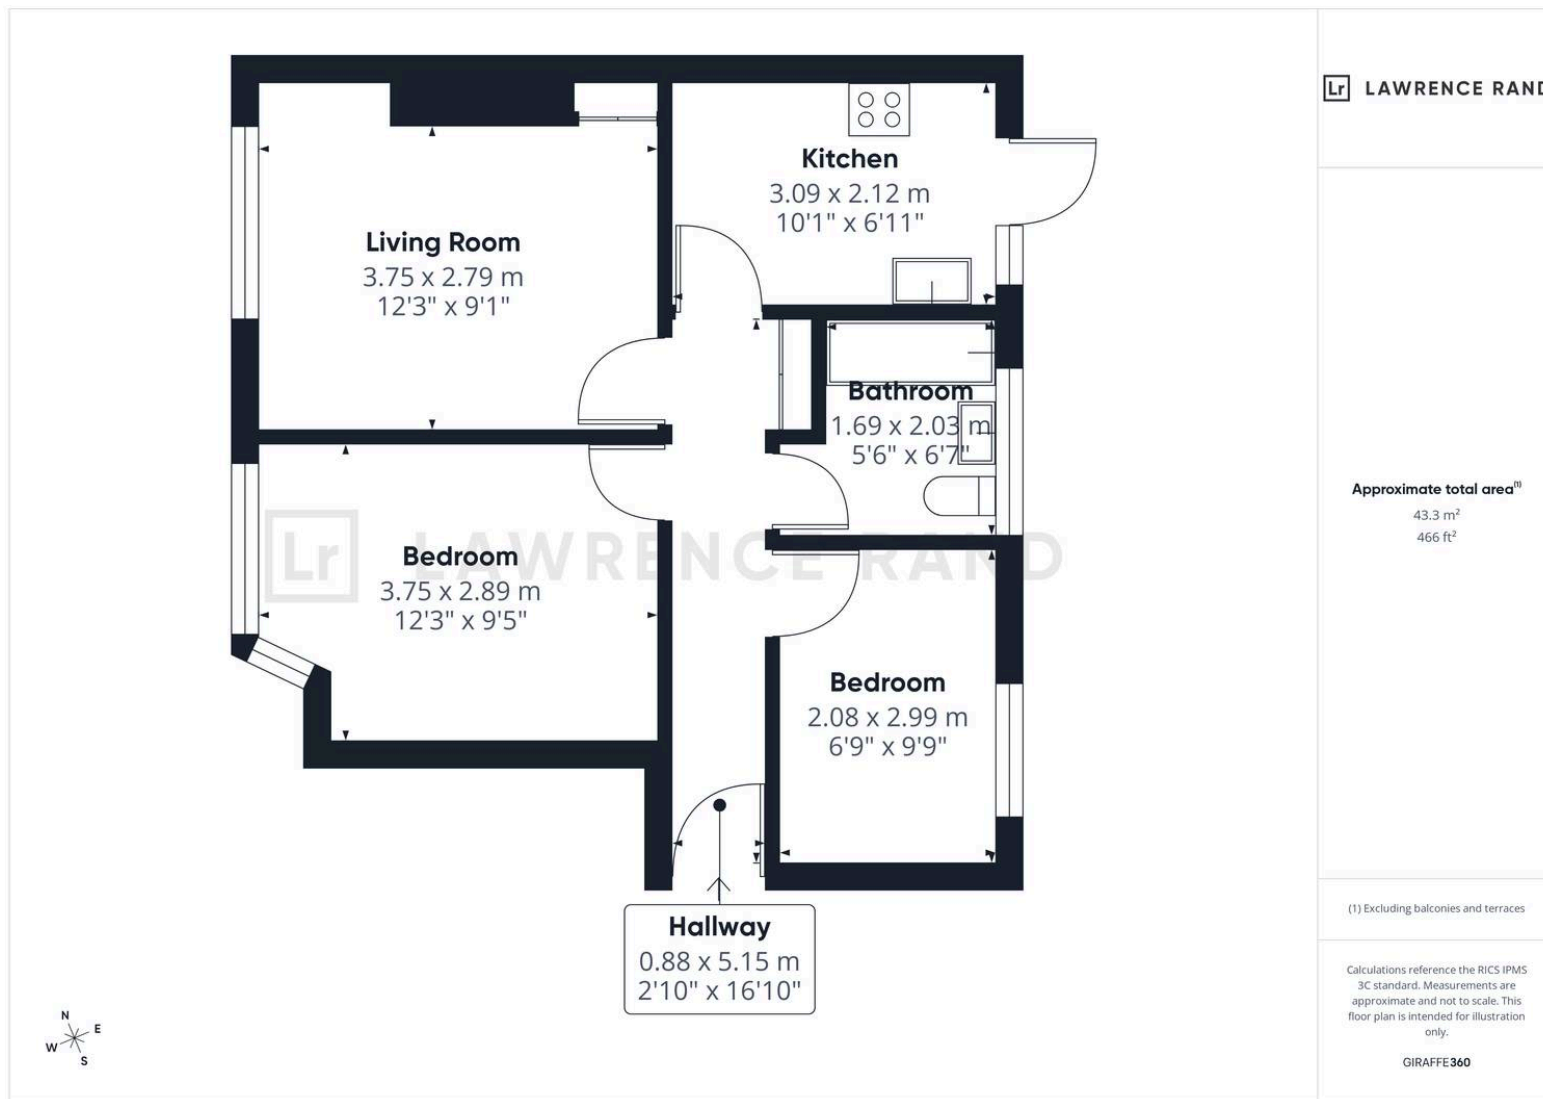 Lr LAWRENCE RAND
Kitchen
3.09 x 2.12 m
10'1" x 6'11"
Living Room
3.75 x 2.79 m
12'3" x 9'1"
Bathroom
1.69 x 2.03 m
5'6" x 6'7"
Lr LAWRENCE RAND
Bedroom
3.75 x 2.89 m
12'3" x 9'5"
Bedroom
2.08 x 2.99 m
6'9" x 9'9"
Hallway
0.88 x 5.15 m
2'10" x 16'10"
N
E
W
S
Approximate total area(1)
43.3 m²
466 ft²
(1) Excluding balconies and terraces
Calculations reference the RICS IPMS
3C standard. Measurements are
approximate and not to scale. This
floor plan is intended for illustration
only.
GIRAFFE360